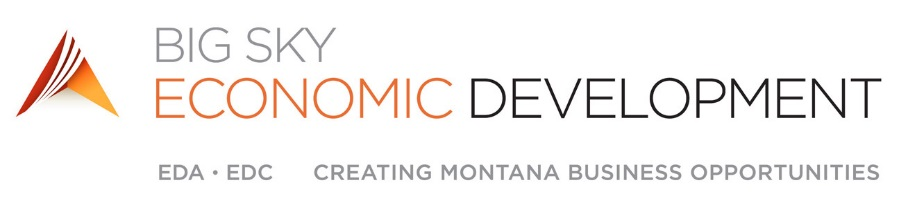 BIG SKY
ECONOMIC DEVELOPMENT
EDA • EDC CREATING MONTANA BUSINESS OPPORTUNITIES